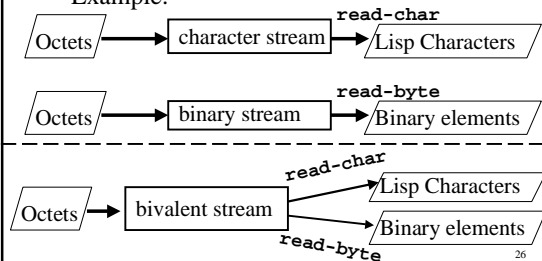 Example:
read-char
Octets character stream Lisp Characters
read-byte
Octets binary stream Binary elements
read-char
Lisp Characters
Octets bivalent stream
Binary elements
read-byte
26